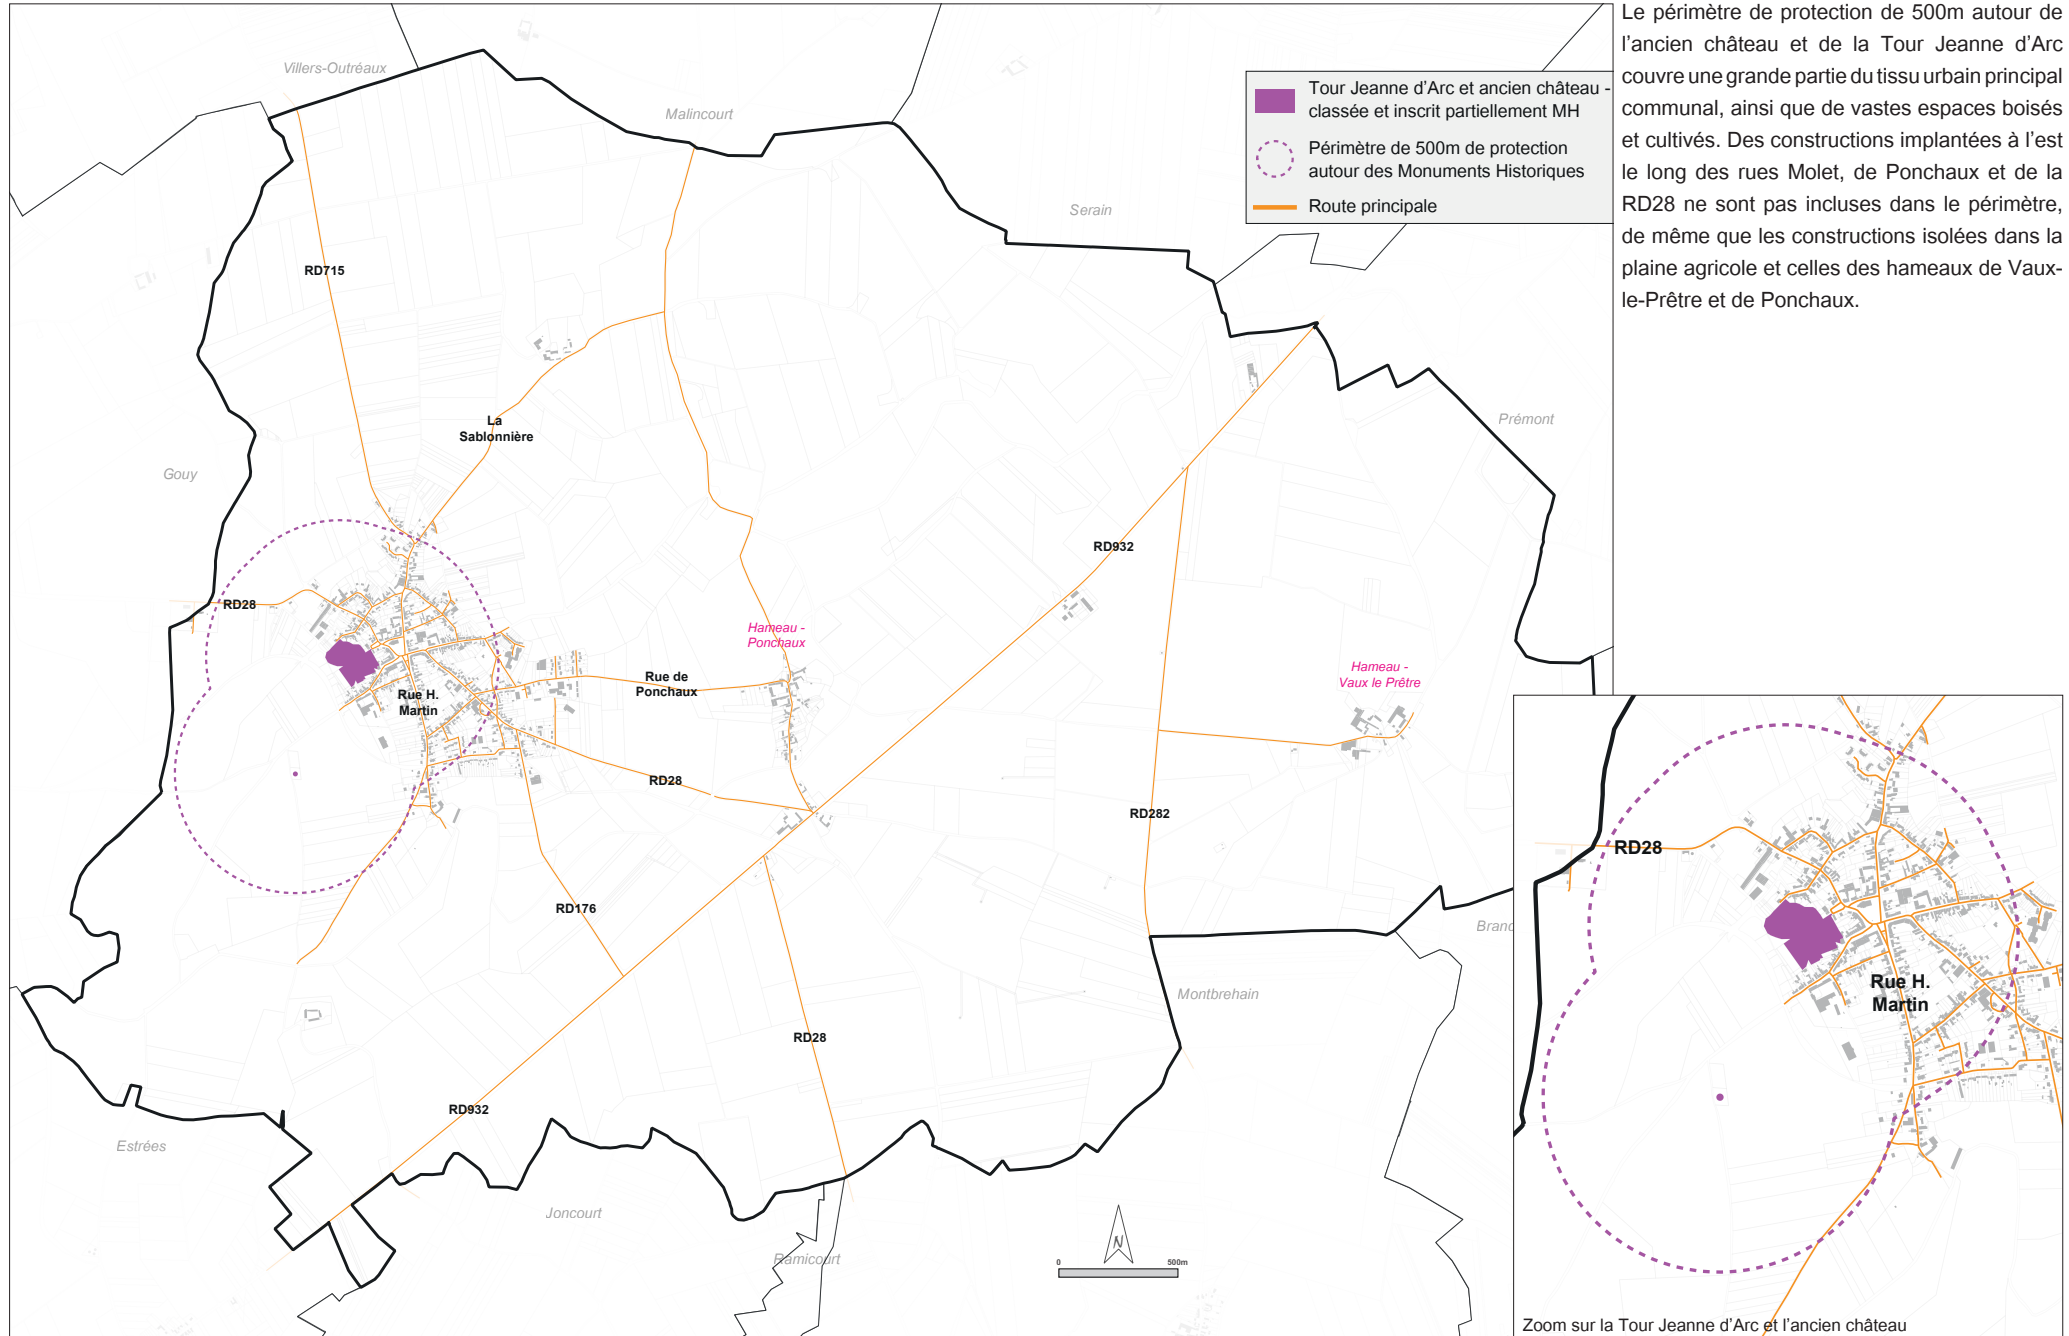 Le périmètre de protection de 500m autour de
l'ancien château et de la Tour Jeanne d'Arc
couvre une grande partie du tissu urbain principal
communal, ainsi que de vastes espaces boisés
et cultivés. Des constructions implantées à l'est
le long des rues Molet, de Ponchaux et de la
RD28 ne sont pas incluses dans le périmètre,
de même que les constructions isolées dans la
plaine agricole et celles des hameaux de Vaux-
le-Prêtre et de Ponchaux.
Tour Jeanne d'Arc et ancien château -
classée et inscrit partiellement MH
Périmètre de 500m de protection
autour des Monuments Historiques
Route principale
Villers-Outréaux
Malincourt
Serain
RD715
La
Sablonnière
Prémont
Gouy
RD932
RD28
Hameau -
Ponchaux
Rue de
Ponchaux
Hameau -
Vaux le Prêtre
Rue H.
Martin
RD28
RD282
RD176
Branc
Montbrehain
RD28
RD932
Estrées
Joncourt
Ramicourt
N
0 500m
RD28
Rue H.
Martin
Zoom sur la Tour Jeanne d'Arc et l'ancien château